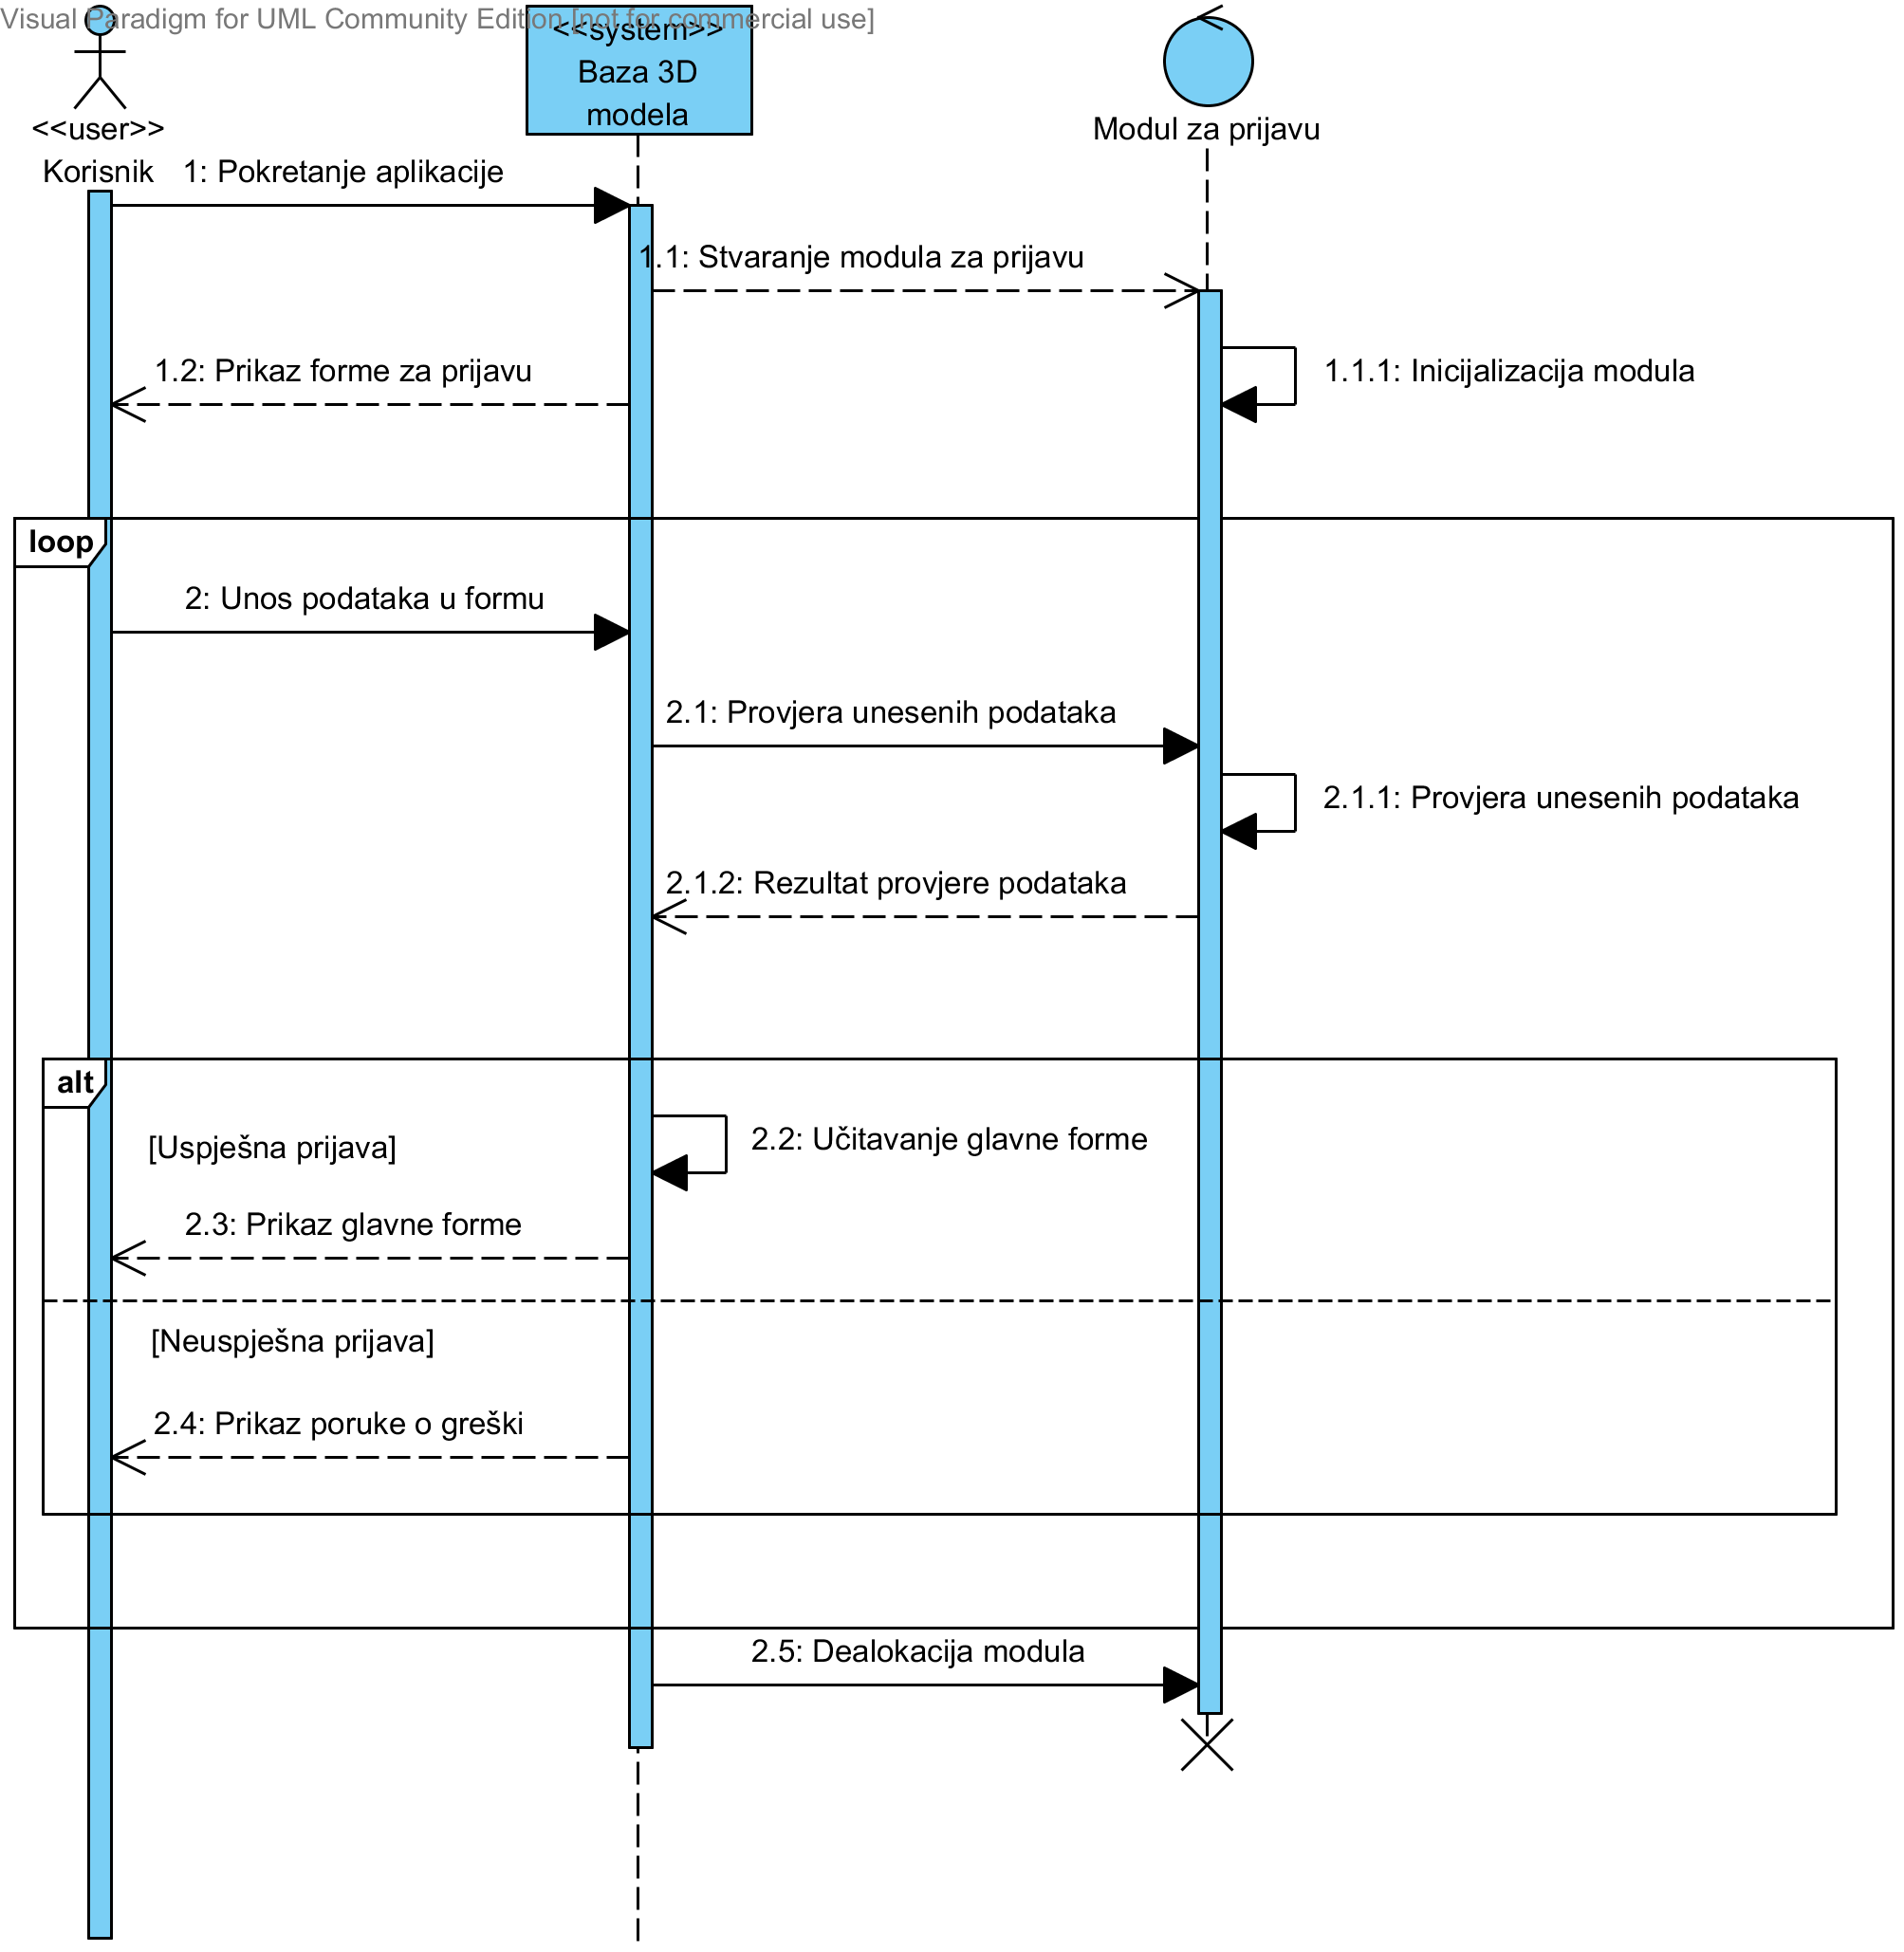 Visual Paradigm for UML Community Edition [not for commercial use]
<<system>>
Baza 3D
modela
<<user>>
Korisnik
Modul za prijavu
1: Pokretanje aplikacije
1.1: Stvaranje modula za prijavu
1.2: Prikaz forme za prijavu
1.1.1: Inicijalizacija modula
loop
2: Unos podataka u formu
2.1: Provjera unesenih podataka
2.1.1: Provjera unesenih podataka
2.1.2: Rezultat provjere podataka
alt
[Uspješna prijava]
2.2: Učitavanje glavne forme
2.3: Prikaz glavne forme
[Neuspješna prijava]
2.4: Prikaz poruke o greški
2.5: Dealokacija modula